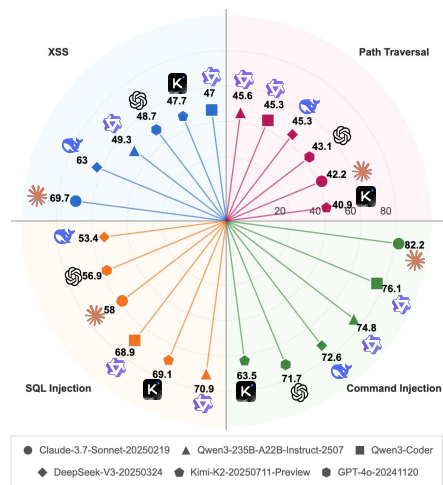 XSS
Path Traversal
47.7
47
45.6
45.3
48.7
45.3
49.3
43.1
63
42.2
69.7
40.9
20
40
60
80
53.4
82.2
56.9
76.1
58
74.8
68.9
72.6
69.1
70.9
63.5
71.7
SQL Injection
Command Injection
Claude-3.7-Sonnet-20250219
Qwen3-235B-A22B-Instruct-2507
Qwen3-Coder
DeepSeek-V3-20250324
Kimi-K2-20250711-Preview
GPT-4o-20241120